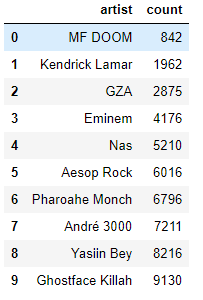 artist count
0 MF DOOM 842
1 Kendrick Lamar 1962
2 GZA 2875
3 Eminem 4176
4 Nas 5210
5 Aesop Rock 6016
6 Pharoahe Monch 6796
7 André 3000 7211
8 Yasiin Bey 8216
9 Ghostface Killah 9130